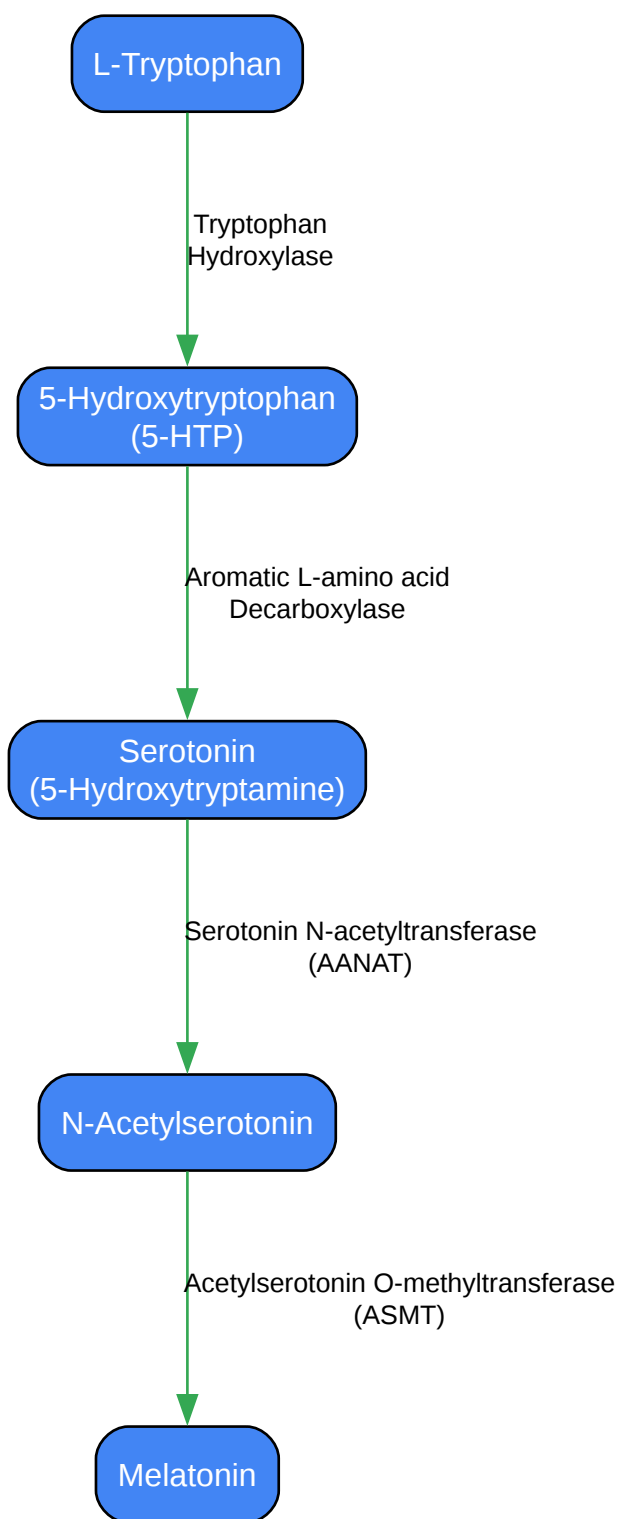 L-Tryptophan
Tryptophan
Hydroxylase
5-Hydroxytryptophan
(5-HTP)
Aromatic L-amino acid
Decarboxylase
Serotonin
(5-Hydroxytryptamine)
Serotonin N-acetyltransferase
(AANAT)
N-Acetylserotonin
Acetylserotonin O-methyltransferase
(ASMT)
Melatonin